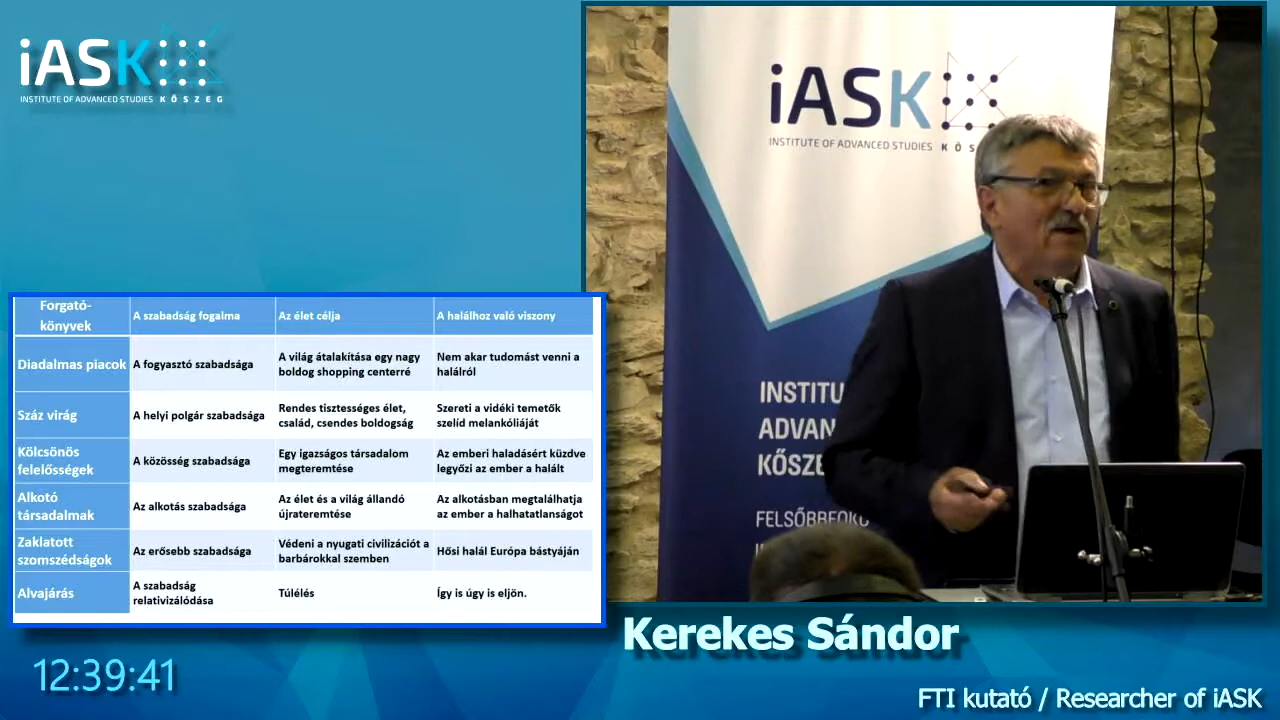 iASK
INSTITUTE OF ADVANCED STUDIES KŐSZEG
iASK
INSTITUTE OF ADVANCED STUDIES KŐS
INSTITU
ADVAN
KŐSZE
FELSŐBBFOKÚ
Forgató-
könyvek
A szabadság fogalma
Az élet célja
A halálhoz való viszony
Diadalmas piacok
A fogyasztó szabadsága
A világ átalakítása egy nagy
boldog shopping centerré
Nem akar tudomást venni a
halálról
Száz virág
A helyi polgár szabadsága
Rendes tisztességes élet,
család, csendes boldogság
Szereti a vidéki temetők
szelíd melankóliáját
Kölcsönös
felelősségek
A közösség szabadsága
Egy igazságos társadalom
megteremtése
Az emberi haladásért küzdve
legyőzi az ember a halált
Alkotó
társadalmak
Az alkotás szabadsága
Az élet és a világ állandó
újrateremtése
Az alkotásban megtalálhatja
az ember a halhatatlanságot
Zaklatott
szomszédságok
Az erősebb szabadsága
Védeni a nyugati civilizációt a
barbárokkal szemben
Hősi halál Európa bástyáján
Alvajárás
A szabadság
relativizálódása
Túlélés
Így is úgy is eljön.
Kerekes Sándor
12:39:41
FTI kutató / Researcher of iASK